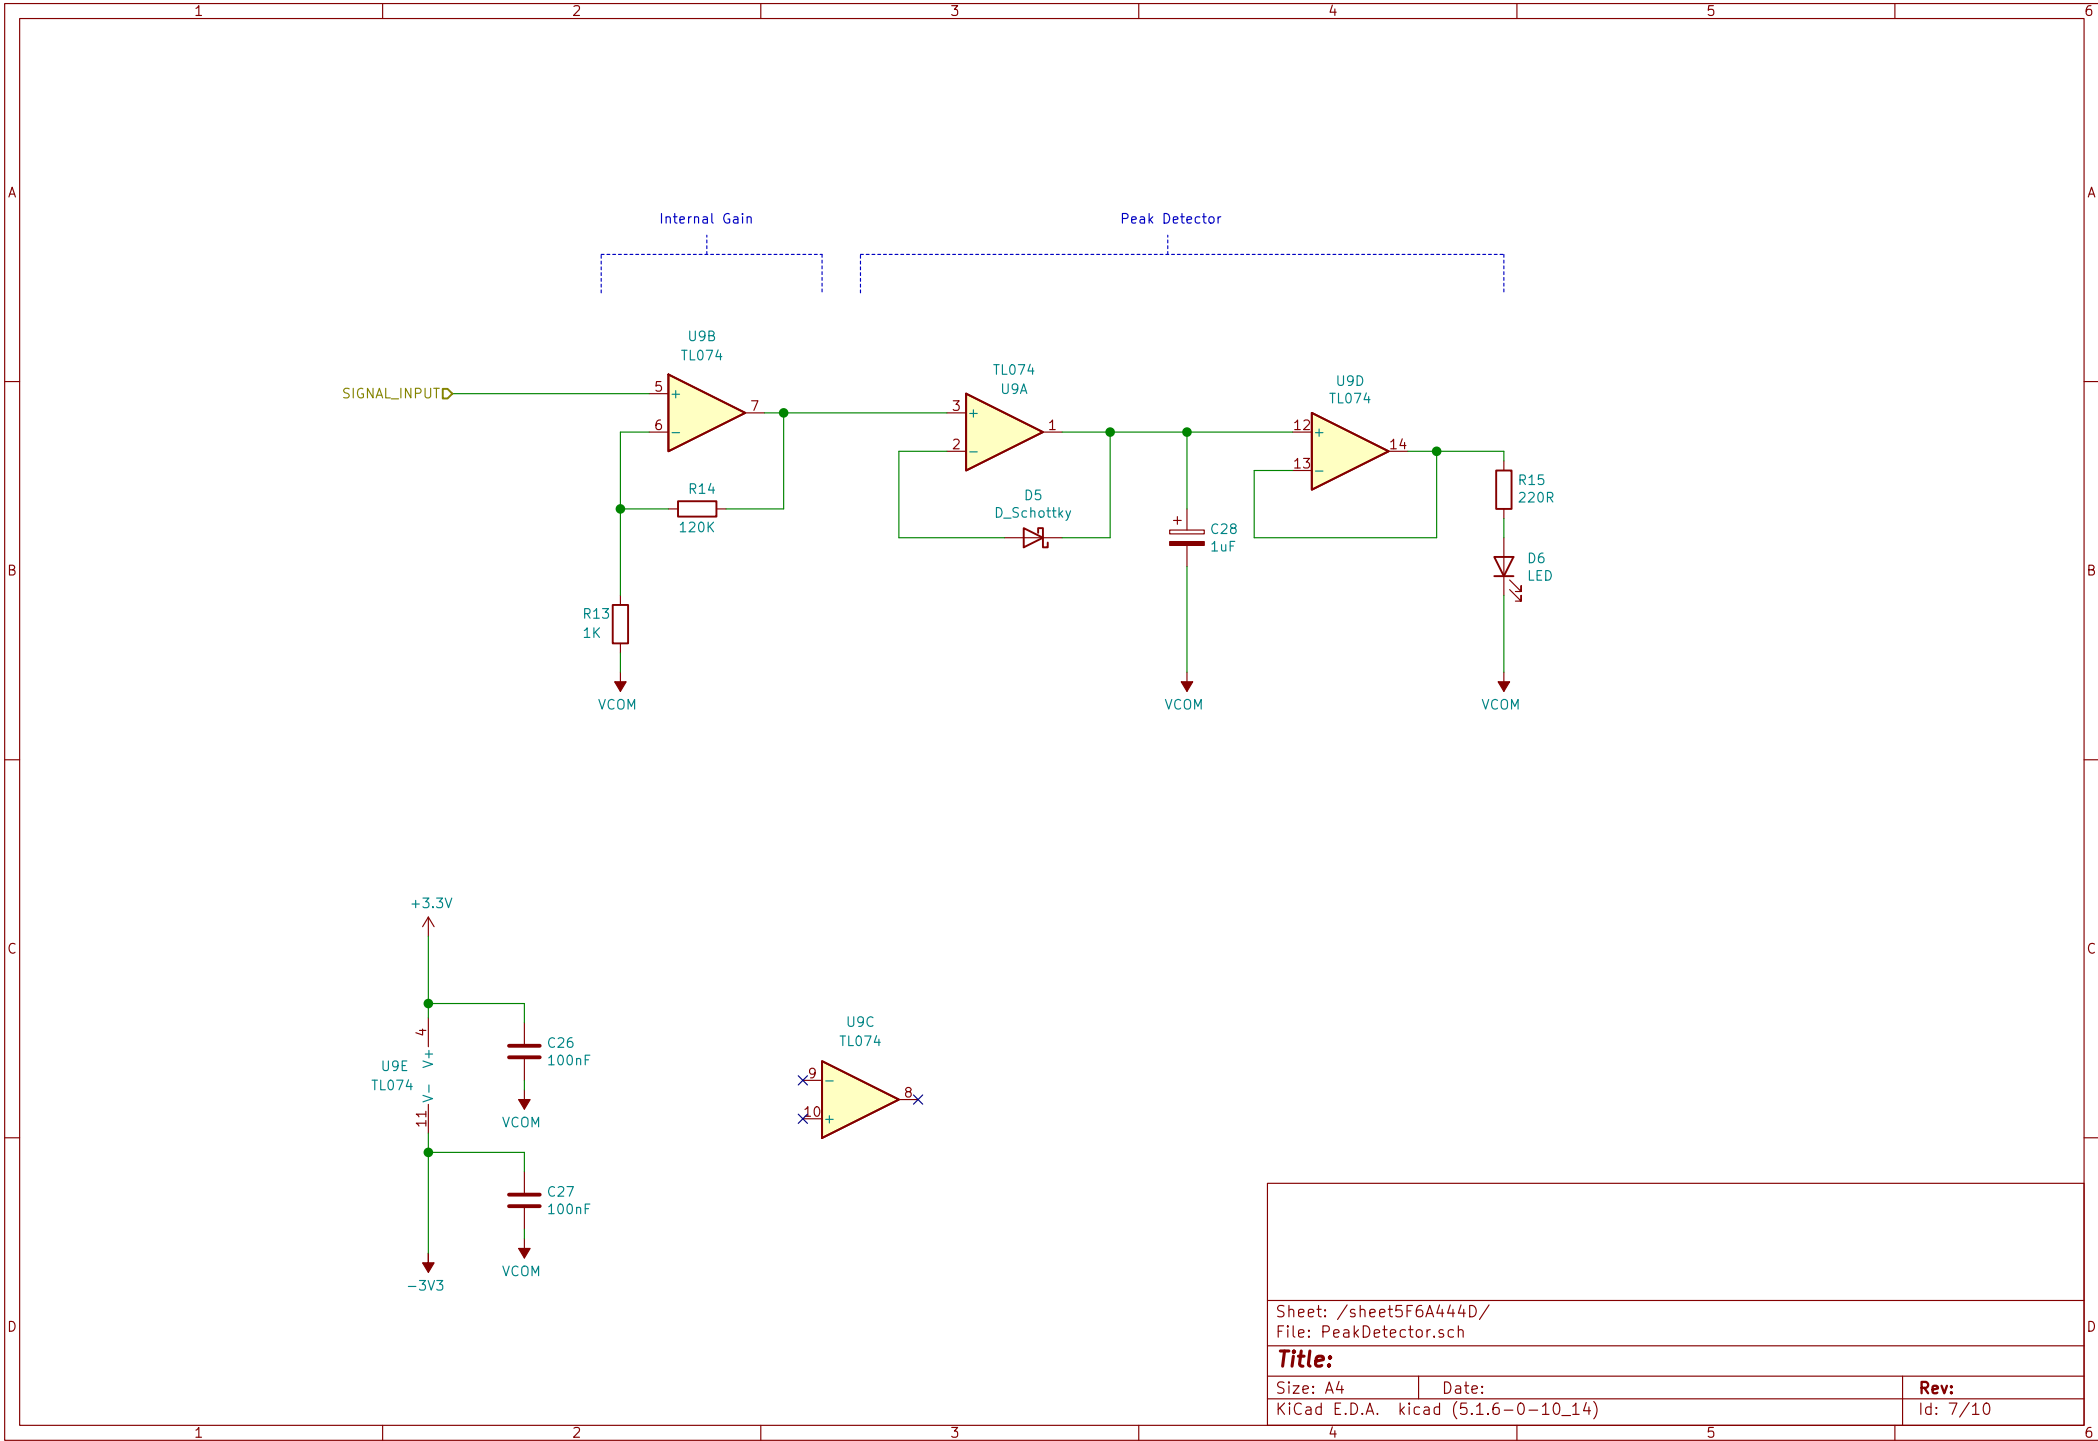 1 2 3 4 5 6
A A
Internal Gain
Peak Detector
U9B
TL074
TL074
U9A
U9D
TL074
SIGNAL_INPUT
5
+
6
−
7
3
+
2
−
1
12
+
13
−
14
R14
120K
D5
D_Schottky
+
C28
1uF
R15
220R
D6
LED
B B
R13
1K
VCOM
VCOM
VCOM
+3.3V
C C
4
V+
U9E
TL074
V−
11
C26
100nF
VCOM
U9C
TL074
9
−
10
+
8
C27
100nF
VCOM
−3V3
D D
Sheet: /sheet5F6A444D/
File: PeakDetector.sch
Title:
Size: A4 Date: Rev:
KiCad E.D.A. kicad (5.1.6-0-10_14) Id: 7/10
1 2 3 4 5 6